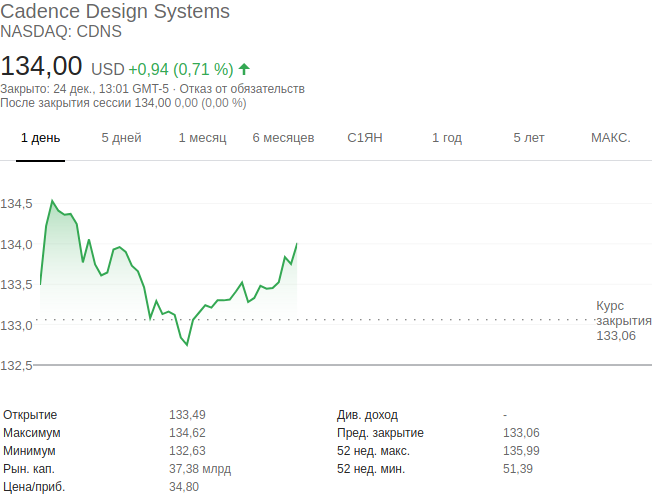 Cadence Design Systems
NASDAQ: CDNS
134,00 USD +0,94 (0,71 %)
Закрыто: 24 дек., 13:01 GMT-5 · Отказ от обязательств
После закрытия сессии 134,00 0,00 (0,00 %)
1 день 5 дней 1 месяц 6 месяцев С1ЯН 1 год 5 лет МАКС.
134,5
134,0
133,5
133,0
132,5
Курс
закрытия
133,06
Открытие 133,49 Див. доход -
Максимум 134,62 Пред. закрытие 133,06
Минимум 132,63 52 нед. макс. 135,99
Рын. кап. 37,38 млрд 52 нед. мин. 51,39
Цена/приб. 34,80